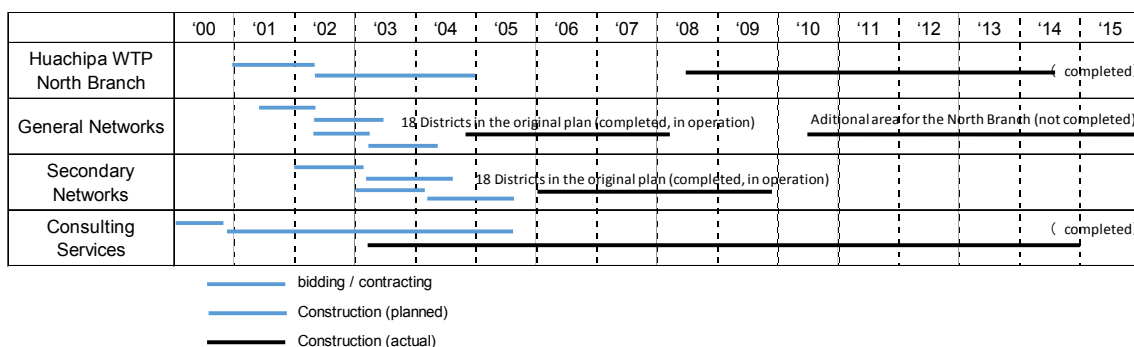 ‘00 ‘01 ‘02 ‘03 ‘04 ‘05 ‘06 ‘07 ‘08 ‘09 ‘10 ‘11 ‘12 ‘13 ‘14 ‘15
Huachipa WTP
North Branch
( completed)
General Networks
18 Districts in the original plan (completed, in operation)
Aditional area for the North Branch (not completed)
Secondary
Networks
18 Districts in the original plan (completed, in operation)
Consulting
Services
( completed)
bidding / contracting
Construction (planned)
Construction (actual)